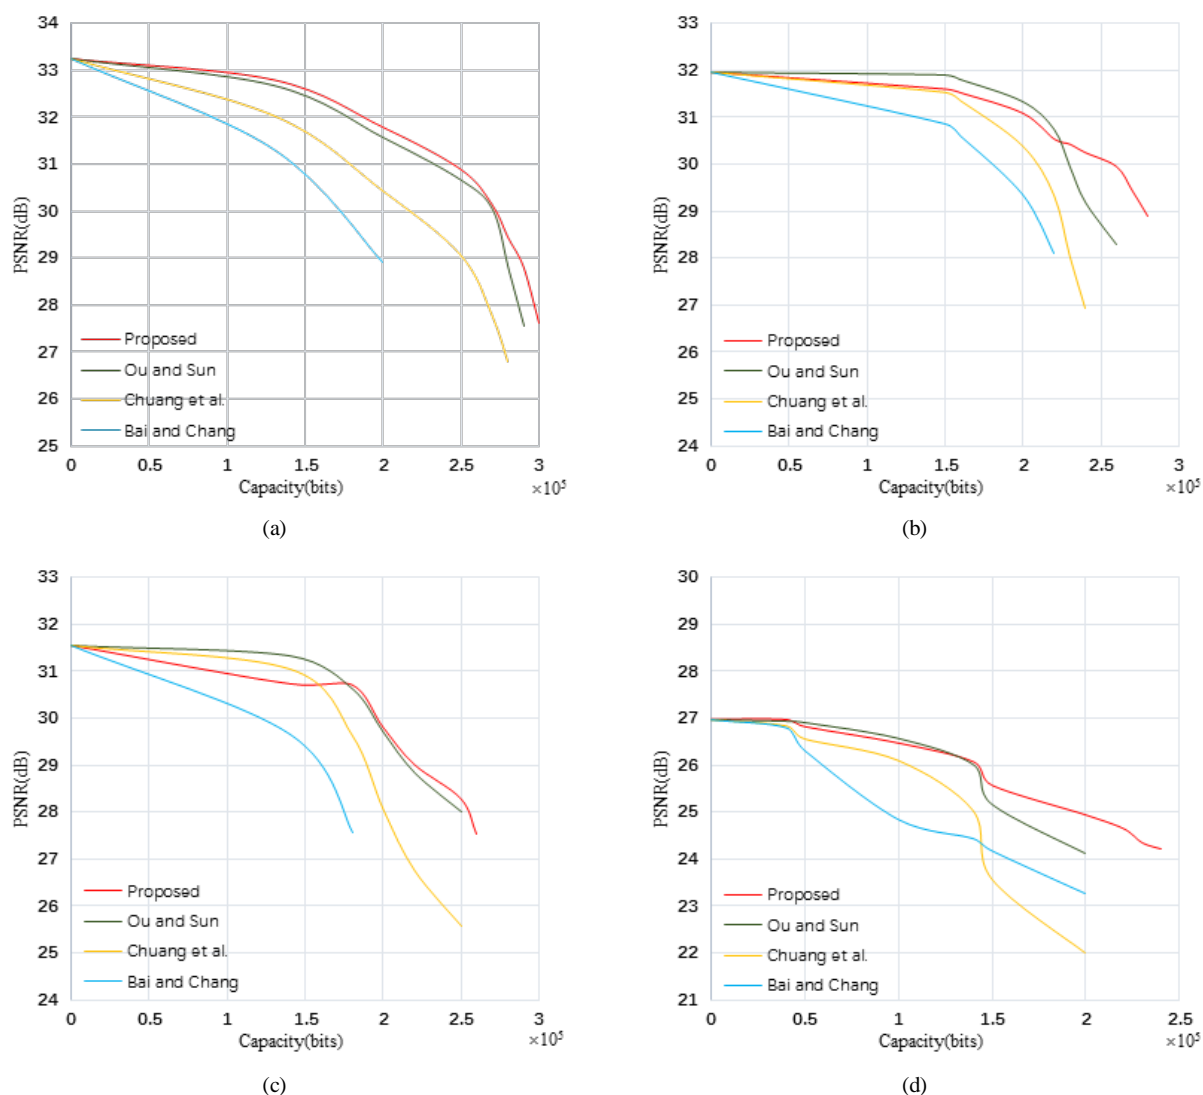 34
33
32
31
30
29
28
27
26
25
PSNR(dB)
Proposed
Ou and Sun
Chuang et al.
Bai and Chang
0 0.5 1 1.5 2 2.5 3
Capacity(bits) ×10⁵
(a)
33
32
31
30
29
28
27
26
25
24
PSNR(dB)
Proposed
Ou and Sun
Chuang et al.
Bai and Chang
0 0.5 1 1.5 2 2.5 3
Capacity(bits) ×10⁵
(b)
33
32
31
30
29
28
27
26
25
24
PSNR(dB)
Proposed
Ou and Sun
Chuang et al.
Bai and Chang
0 0.5 1 1.5 2 2.5 3
Capacity(bits) ×10⁵
(c)
30
29
28
27
26
25
24
23
22
21
PSNR(dB)
Proposed
Ou and Sun
Chuang et al.
Bai and Chang
0 0.5 1 1.5 2 2.5
Capacity(bits) ×10⁵
(d)